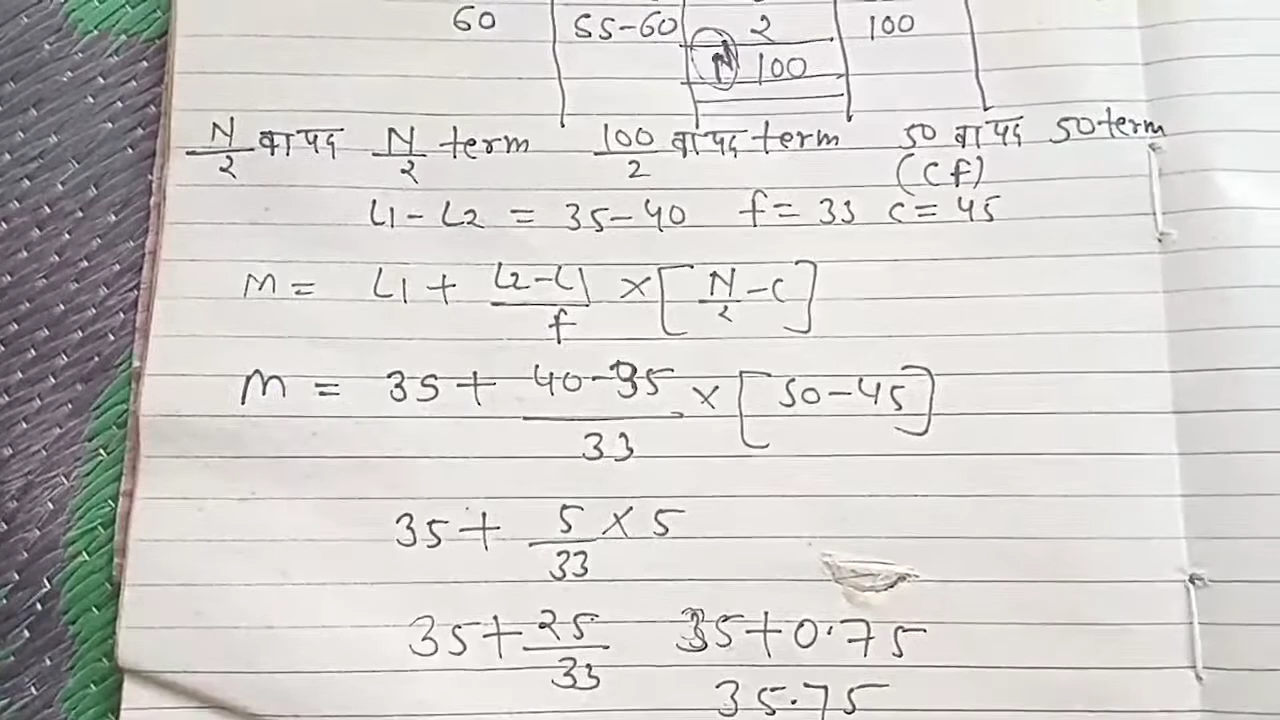 60 55-60 2 100
N 100
N/2 वा पद N/2 term 100/2 वा पद term 50 वा पद 50 term
(Cf)
L1 - L2 = 35-40 f = 33 c = 45
M = L1 + L2-L1/f × [N/2 - C]
M = 35 + 40-35/33 × [50-45]
35 + 5/33 × 5
35 + 25/33 35+0.75
35.75